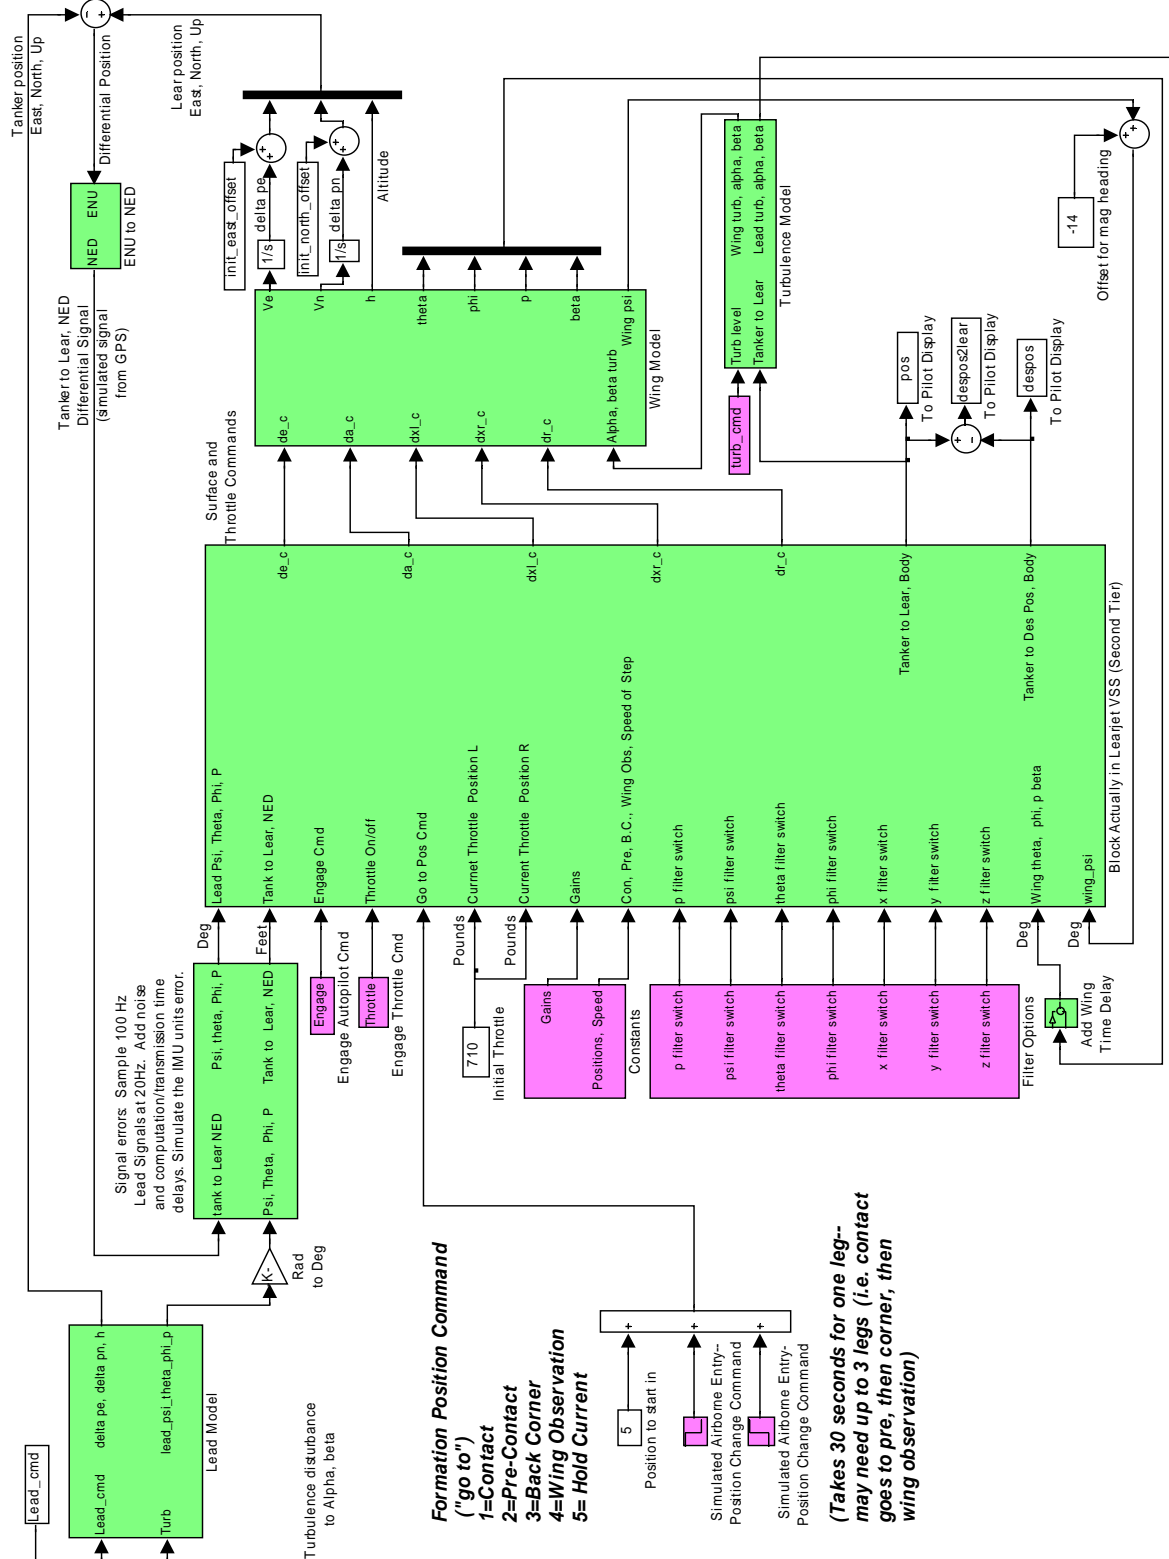 Lead_cmd
Lead_cmd
delta pe, delta pn, h
Turb
lead_psi_theta_phi_p
Lead Model
Turbulence disturbance
to Alpha, beta
Tanker position
East, North, Up
Differential Position
Lear position
East, North, Up
NED
ENU
ENU to NED
Tanker to Lear, NED
Differential Signal
(simulated signal
from GPS)
Signal errors: Sample 100 Hz
Lead Signals at 20Hz. Add noise
and computation/transmission time
delays. Simulate the IMU units error.
tank to Lear NED
Psi, theta, Phi, P
Psi, Theta, Phi, P
Tank to Lear, NED
K-
Rad
to Deg
Deg
Feet
Engage
Engage Autopilot Cmd
Throttle
Engage Throttle Cmd
710
Initial Throttle
Pounds
Pounds
Gains
Positions, Speed
Constants
p filter switch
psi filter switch
theta filter switch
phi filter switch
x filter switch
y filter switch
z filter switch
Filter Options
Add Wing
Time Delay
Deg
Deg
Lead Psi, Theta, Phi, P
Tank to Lear, NED
Engage Cmd
Throttle On/off
Go to Pos Cmd
Currnet Throttle Position L
Current Throttle Position R
Gains
Con, Pre, B.C., Wing Obs, Speed of Step
p filter switch
psi filter switch
theta filter switch
phi filter switch
x filter switch
y filter switch
z filter switch
Wing theta, phi, p beta
wing_psi
de_c
da_c
dxl_c
dxr_c
dr_c
Tanker to Lear, Body
Tanker to Des Pos, Body
Block Actually in Learjet VSS (Second Tier)
Surface and
Throttle Commands
de_c
da_c
dxl_c
dxr_c
dr_c
Alpha, beta turb
Ve
Vn
h
theta
phi
p
beta
Wing psi
Wing Model
init_east_offset
1/s
delta pe
init_north_offset
1/s
delta pn
Altitude
turb_cmd
Turb level
Wing turb, alpha, beta
Tanker to Lear
Lead turb, alpha, beta
Turbulence Model
-14
Offset for mag heading
pos
To Pilot Display
despos2lear
To Pilot Display
despos
To Pilot Display
Formation Position Command
("go to")
1=Contact
2=Pre-Contact
3=Back Corner
4=Wing Observation
5= Hold Current
5
Position to start in
Simulated Airborne Entry--
Position Change Command
Simulated Airborne Entry-
Position Change Command
(Takes 30 seconds for one leg--
may need up to 3 legs (i.e. contact
goes to pre, then corner, then
wing observation)